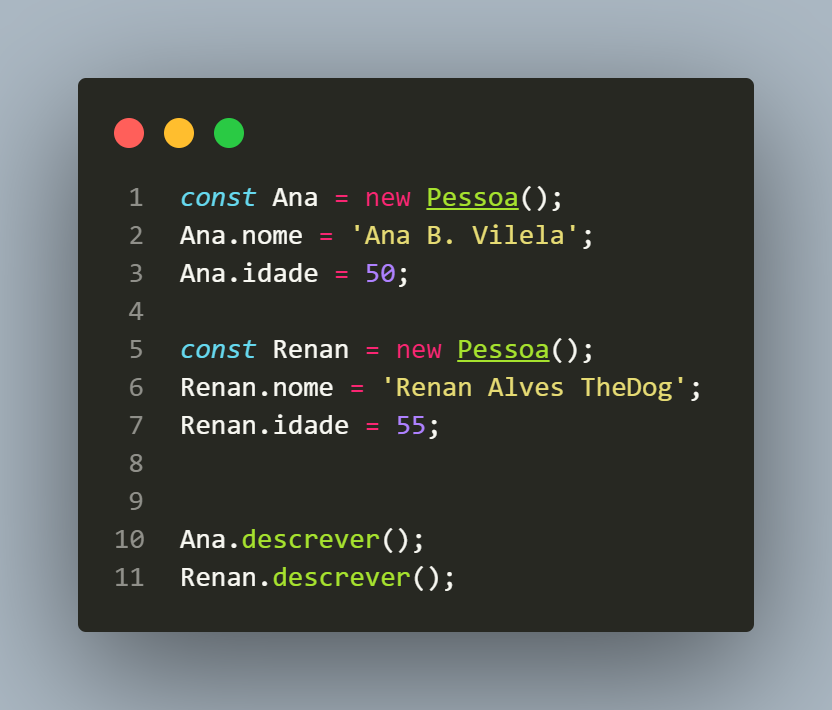 1 const Ana = new Pessoa();
2 Ana.nome = 'Ana B. Vilela';
3 Ana.idade = 50;
4
5 const Renan = new Pessoa();
6 Renan.nome = 'Renan Alves TheDog';
7 Renan.idade = 55;
8
9
10 Ana.descrever();
11 Renan.descrever();